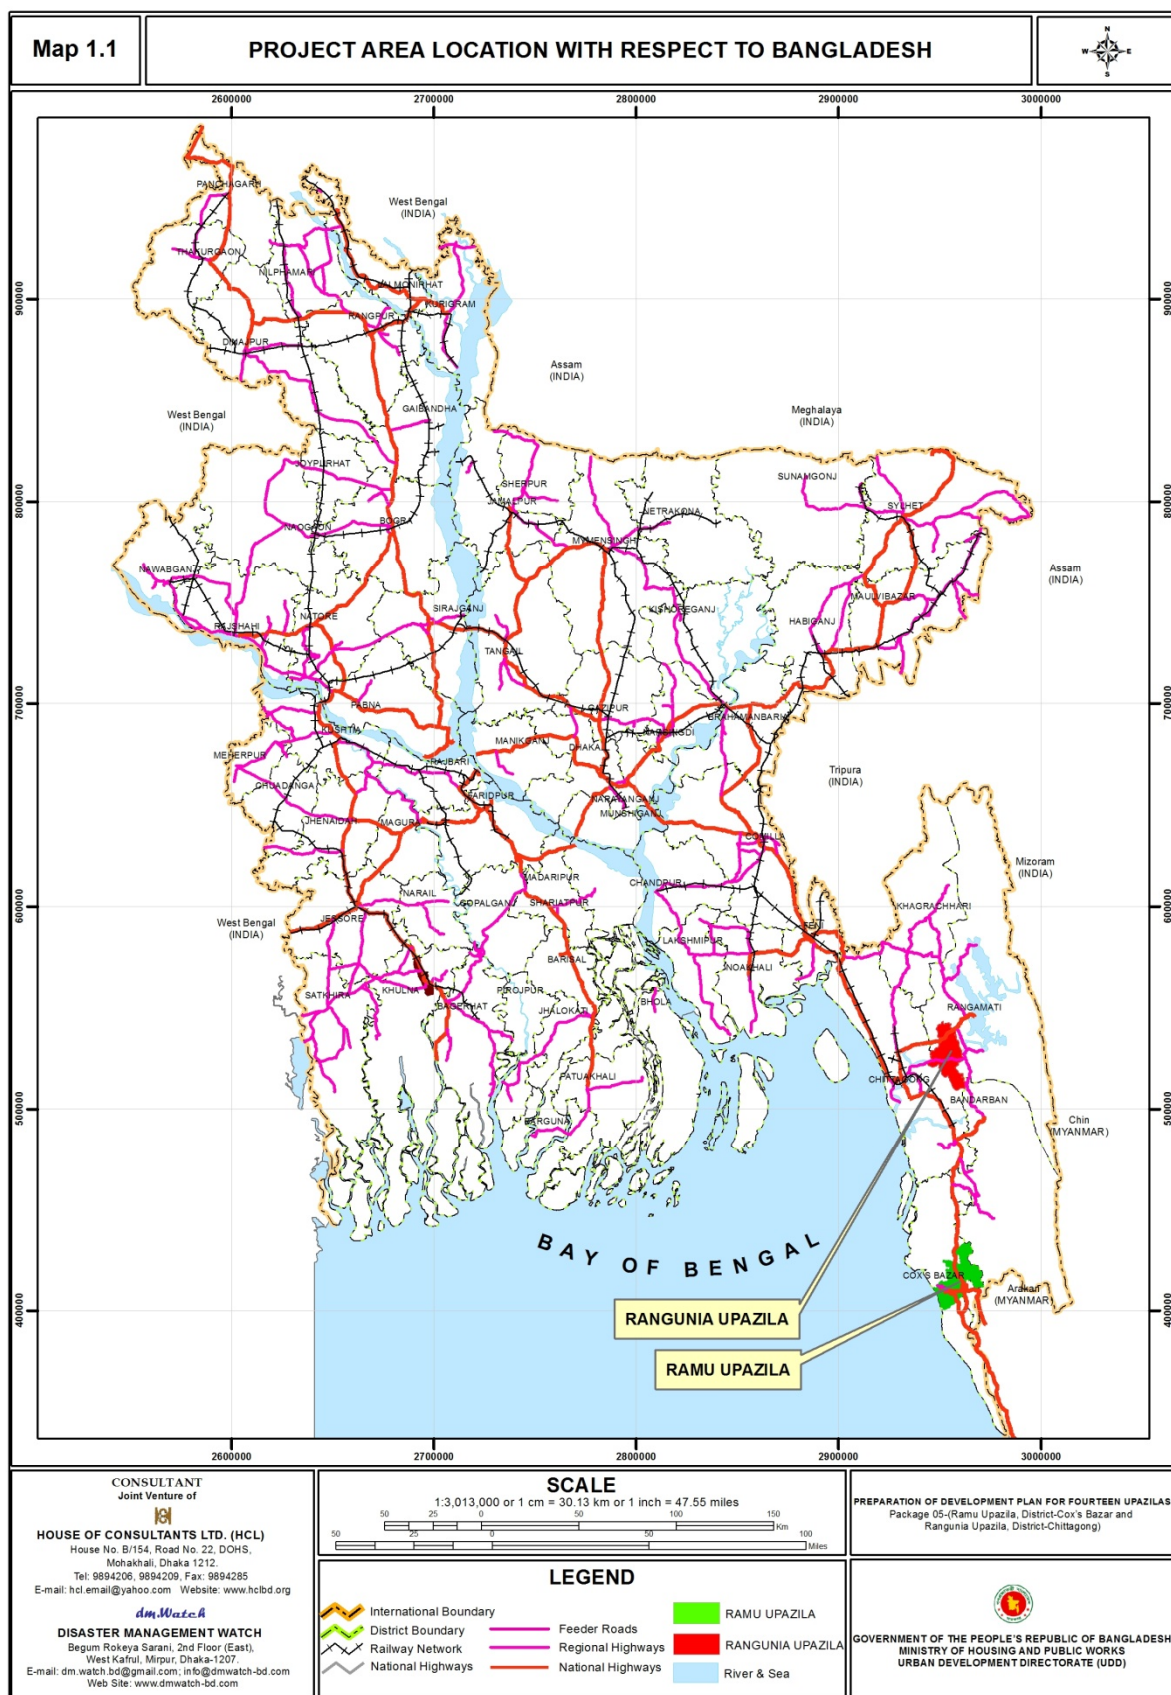 Map 1.1
PROJECT AREA LOCATION WITH RESPECT TO BANGLADESH
N
W
E
S
2600000
2700000
2800000
2900000
3000000
PANCHAGARH
West Bengal
(INDIA)
THAKURGAON
NILPHAMARI
LALMONIRHAT
KURIGRAM
900000
900000
RANGPUR
DINAJPUR
Assam
(INDIA)
GAIBANDHA
West Bengal
(INDIA)
Meghalaya
(INDIA)
JOYPURHAT
SHERPUR
SUNAMGONJ
800000
800000
JAMALPUR
NETRAKONA
SYLHET
NAOGAON
BOGRA
MYMENSINGH
NAWABGANJ
Assam
(INDIA)
MAULVIBAZAR
SIRAJGANJ
KISHOREGANJ
RAJSHAHI
NATORE
HABIGANJ
TANGAIL
700000
700000
PABNA
GAZIPUR
BRAHAMANBARIA
KUSHTIA
NARSINGDI
MANIKGANJ
DHAKA
MEHERPUR
RAJBARI
Tripura
(INDIA)
CHUADANGA
FARIDPUR
NARAYANGANJ
MUNSHIGANJ
JHENAIDAH
MAGURA
COMILLA
Mizoram
(INDIA)
MADARIPUR
CHANDPUR
NARAIL
GOPALGANJ
SHARIATPUR
KHAGRACHHARI
600000
600000
West Bengal
(INDIA)
JESSORE
FENI
LAKSHMIPUR
BARISAL
NOAKHALI
SATKHIRA
KHULNA
PIROJPUR
BAGERHAT
JHALOKATI
BHOLA
RANGAMATI
PATUAKHALI
CHITTAGONG
BANDARBAN
500000
500000
BARGUNA
Chin
(MYANMAR)
BAY OF BENGAL
COX'S BAZAR
Arakan
(MYANMAR)
400000
400000
RANGUNIA UPAZILA
RAMU UPAZILA
2600000
2700000
2800000
2900000
3000000
CONSULTANT
Joint Venture of
HOUSE OF CONSULTANTS LTD. (HCL)
House No. B/154, Road No. 22, DOHS,
Mohakhali, Dhaka 1212.
Tel: 9894206, 9894209, Fax: 9894285
E-mail: hcl.email@yahoo.com Website: www.hclbd.org
dm.Watch
DISASTER MANAGEMENT WATCH
Begum Rokeya Sarani, 2nd Floor (East),
West Kafrul, Mirpur, Dhaka-1207.
E-mail: dm.watch.bd@gmail.com; info@dmwatch-bd.com
Web Site: www.dmwatch-bd.com
SCALE
1:3,013,000 or 1 cm = 30.13 km or 1 inch = 47.55 miles
50 25 0 50 100 150
Km
50 25 0 50 100
Miles
LEGEND
International Boundary
District Boundary
Railway Network
National Highways
Feeder Roads
Regional Highways
National Highways
RAMU UPAZILA
RANGUNIA UPAZILA
River & Sea
PREPARATION OF DEVELOPMENT PLAN FOR FOURTEEN UPAZILAS
Package 05-(Ramu Upazila, District-Cox's Bazar and
Rangunia Upazila, District-Chittagong)
GOVERNMENT OF THE PEOPLE'S REPUBLIC OF BANGLADESH
MINISTRY OF HOUSING AND PUBLIC WORKS
URBAN DEVELOPMENT DIRECTORATE (UDD)